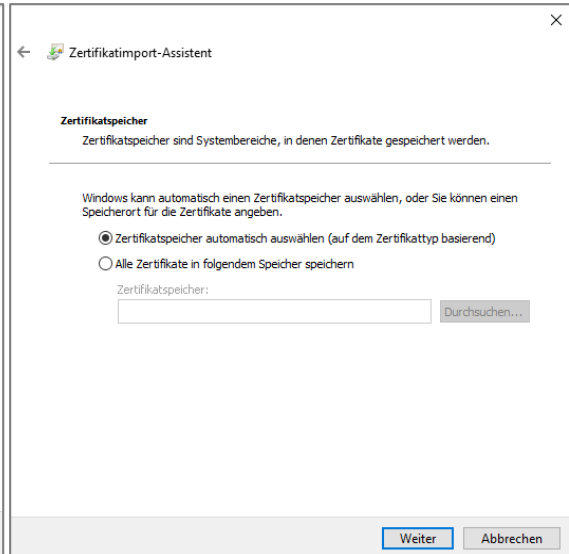 Zertifikatimport-Assistent
Zertifikatspeicher
Zertifikatspeicher sind Systembereiche, in denen Zertifikate gespeichert werden.
Windows kann automatisch einen Zertifikatspeicher auswählen, oder Sie können einen
Speicherort für die Zertifikate angeben.
Zertifikatspeicher automatisch auswählen (auf dem Zertifikattyp basierend)
Alle Zertifikate in folgendem Speicher speichern
Zertifikatspeicher:
Durchsuchen...
Weiter Abbrechen